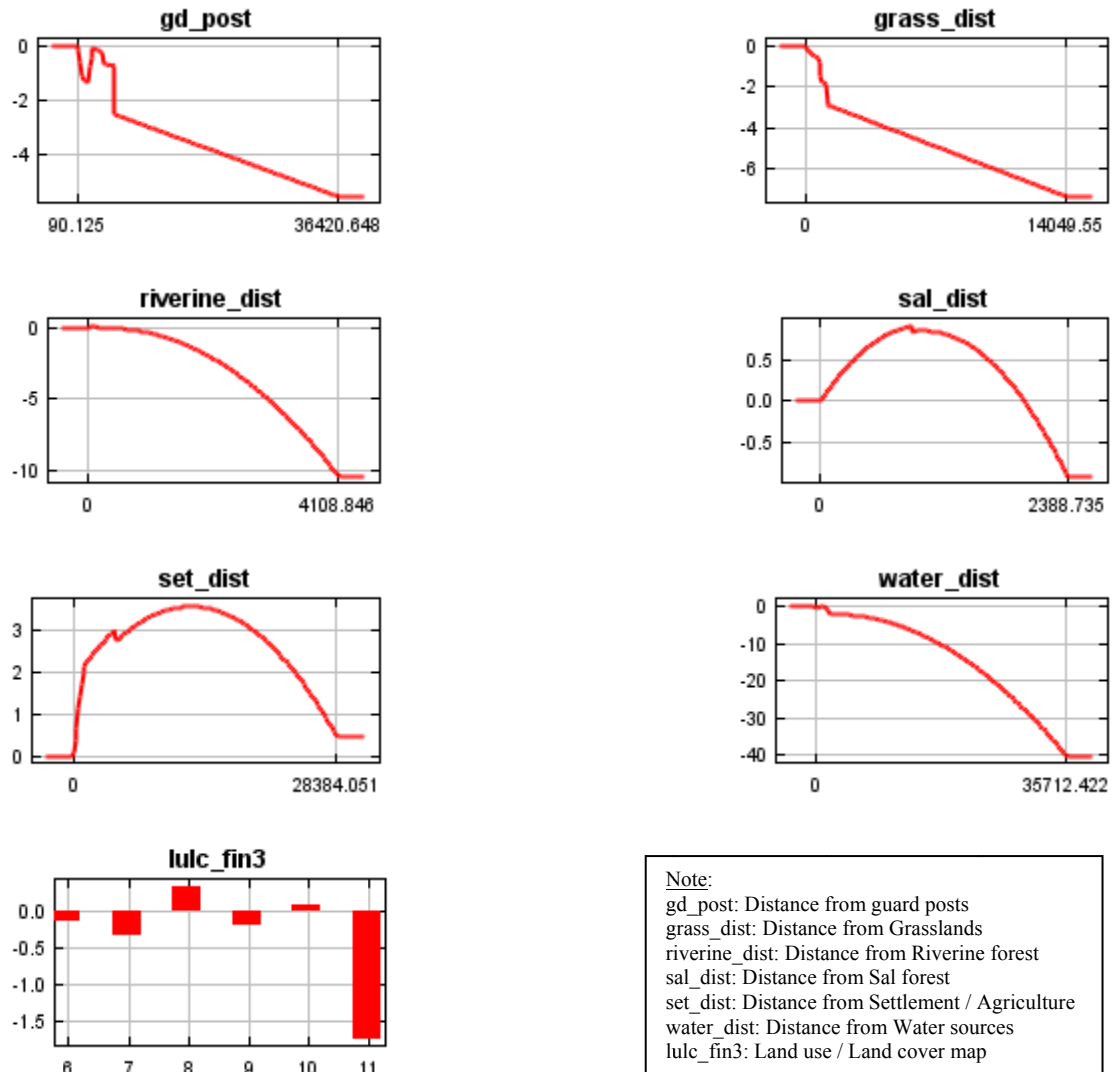 gd_post
0
-2
-4
90.125 36420.648
grass_dist
0
-2
-4
-6
0 14049.55
riverine_dist
0
-5
-10
0 4108.846
sal_dist
0.5
0.0
-0.5
0 2388.735
set_dist
3
2
1
0
0 28384.051
water_dist
0
-10
-20
-30
-40
0 35712.422
lulc_fin3
0.0
-0.5
-1.0
-1.5
6 7 8 9 10 11
Note:
gd_post: Distance from guard posts
grass_dist: Distance from Grasslands
riverine_dist: Distance from Riverine forest
sal_dist: Distance from Sal forest
set_dist: Distance from Settlement / Agriculture
water_dist: Distance from Water sources
lulc_fin3: Land use / Land cover map